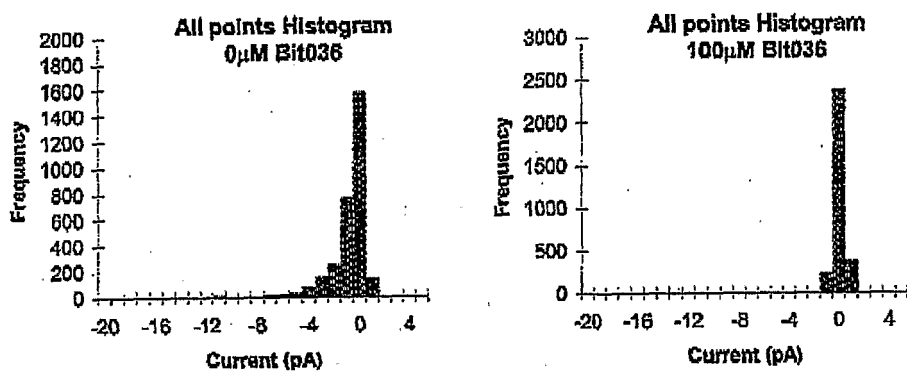 All points Histogram
0µM Bit036
Frequency
2000
1800
1600
1400
1200
1000
800
600
400
200
0
-20 -16 -12 -8 -4 0 4
Current (pA)
All points Histogram
100µM Bit036
Frequency
3000
2500
2000
1500
1000
500
0
-20 -16 -12 -8 -4 0 4
Current (pA)